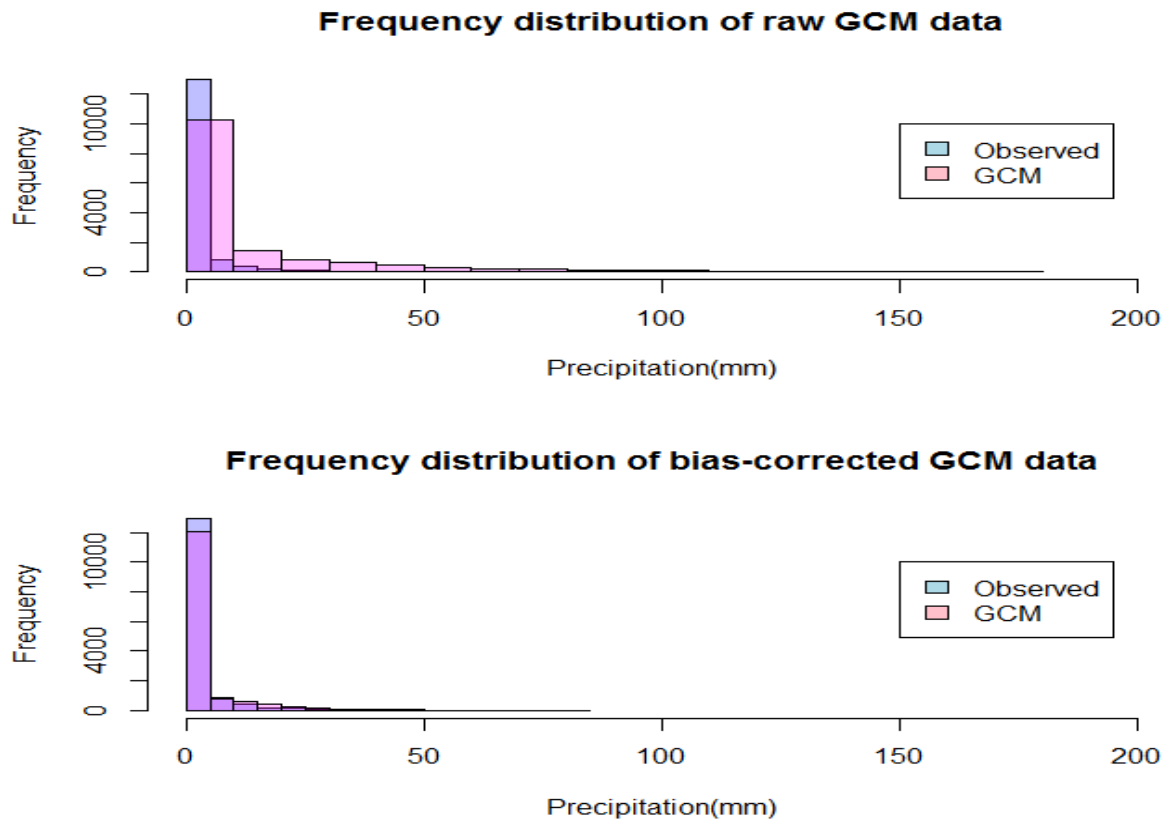 Frequency distribution of raw GCM data
Frequency
10000
4000
0
Observed
GCM
0 50 100 150 200
Precipitation(mm)
Frequency distribution of bias-corrected GCM data
Frequency
10000
4000
0
Observed
GCM
0 50 100 150 200
Precipitation(mm)